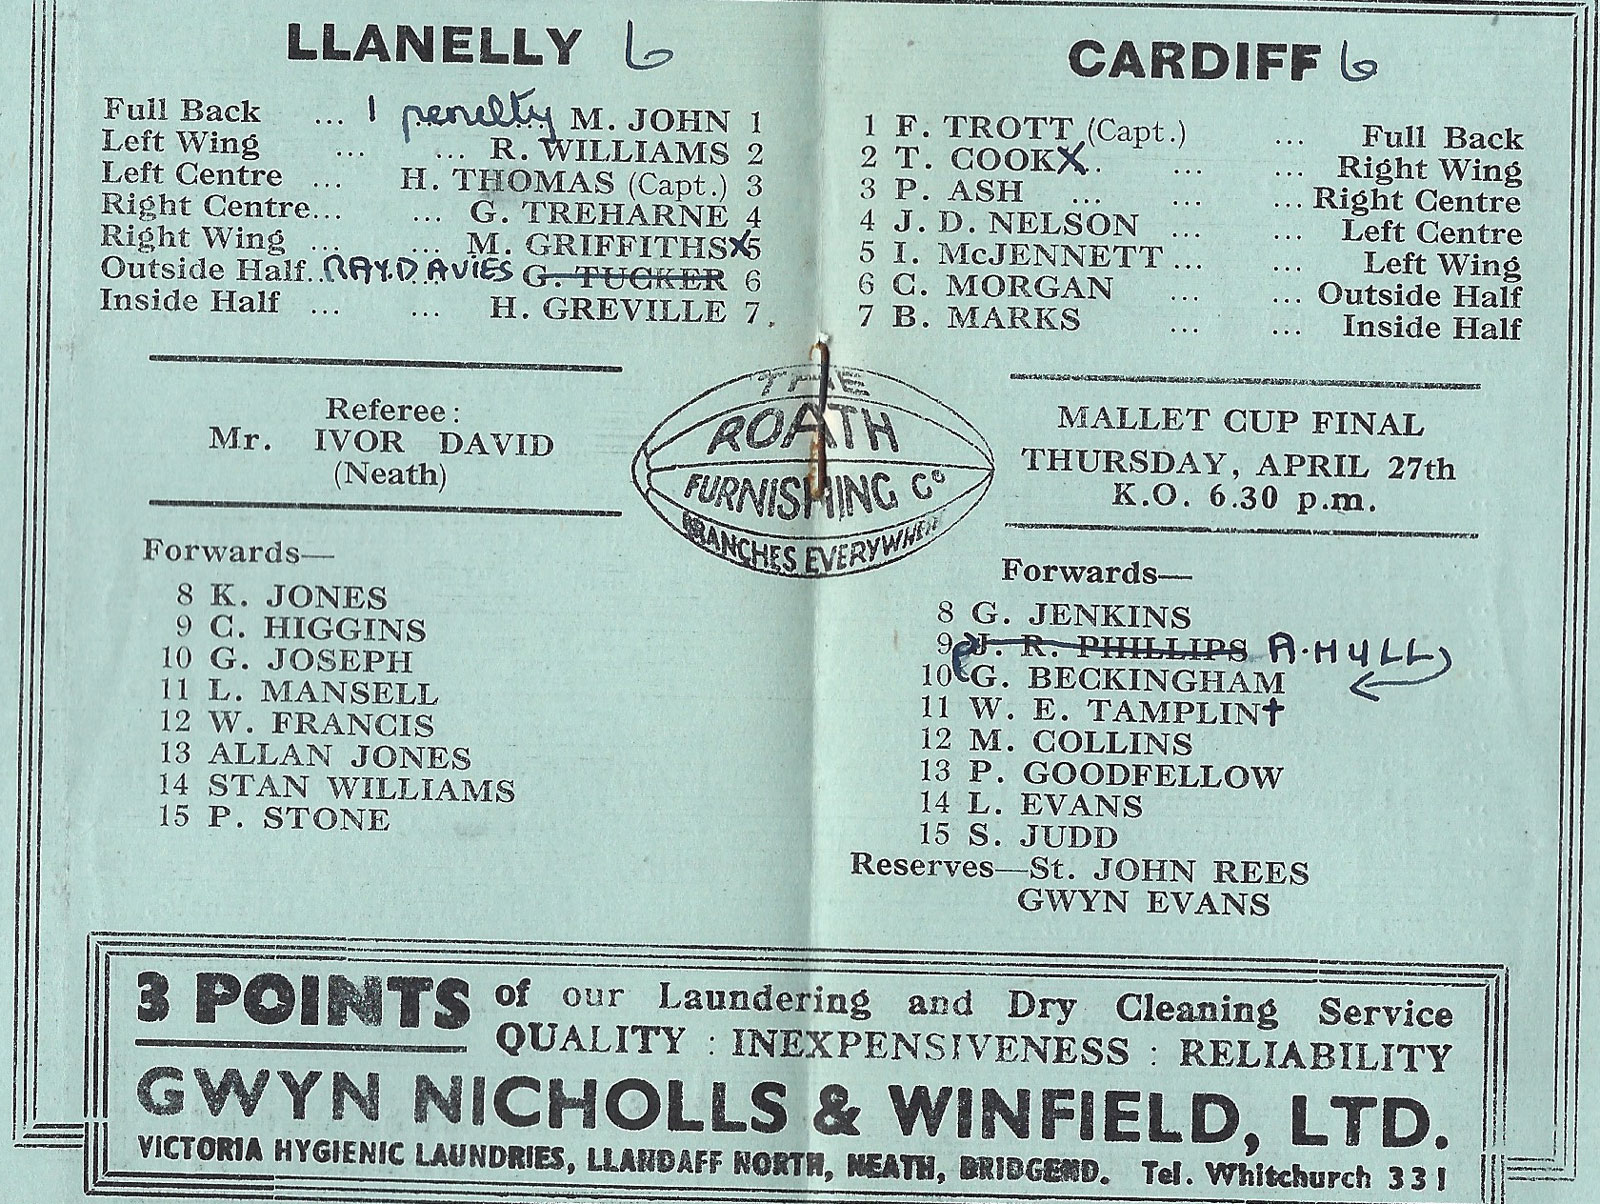 LLANELLY 6
Full Back ... 1 penelty M. JOHN 1
Left Wing ... ... R. WILLIAMS 2
Left Centre ... H. THOMAS (Capt.) 3
Right Centre... ... G. TREHARNE 4
Right Wing ... ... M. GRIFFITHS x 5
Outside Half... RAY. DAVIES G. TUCKER 6
Inside Half ... ... H. GREVILLE 7.
Referee:
Mr. IVOR DAVID
(Neath)
Forwards—
8 K. JONES
9 C. HIGGINS
10 G. JOSEPH
11 L. MANSELL
12 W. FRANCIS
13 ALLAN JONES
14 STAN WILLIAMS
15 P. STONE
THE
ROATH
FURNISHING Co
BRANCHES EVERYWHERE
CARDIFF 6
1 F. TROTT (Capt.) ... Full Back
2 T. COOK x .. ... ... Right Wing
3 P. ASH ... ... ... Right Centre
4 J. D. NELSON ... ... Left Centre
5 I. McJENNETT ... ... Left Wing
6 C. MORGAN ... ... Outside Half
7 B. MARKS ... ... Inside Half
MALLET CUP FINAL
THURSDAY, APRIL 27th
K.O. 6.30 p.m.
Forwards—
8 G. JENKINS
9 J. R. PHILLIPS A. HULL
10 G. BECKINGHAM
11 W. E. TAMPLIN †
12 M. COLLINS
13 P. GOODFELLOW
14 L. EVANS
15 S. JUDD
Reserves—St. JOHN REES
GWYN EVANS
3 POINTS of our Laundering and Dry Cleaning Service
QUALITY : INEXPENSIVENESS : RELIABILITY
GWYN NICHOLLS & WINFIELD, LTD.
VICTORIA HYGIENIC LAUNDRIES, LLANDAFF NORTH, NEATH, BRIDGEND. Tel. Whitchurch 331